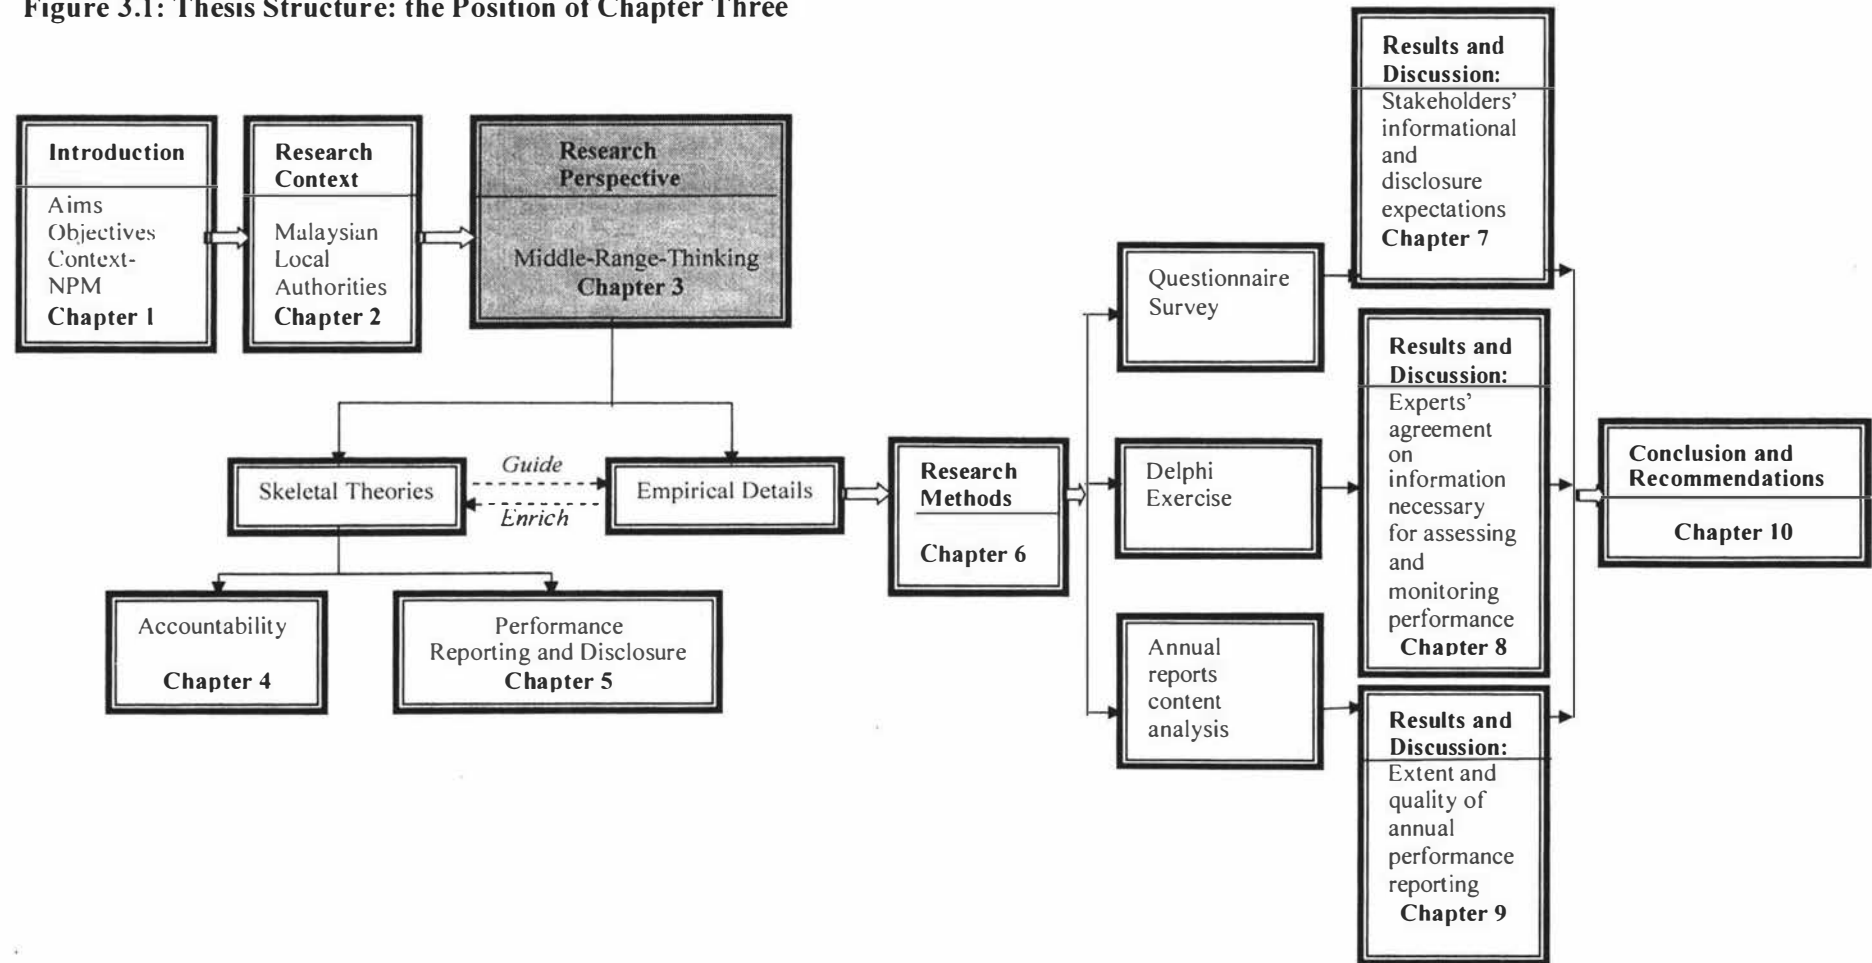 Figure 3.1: Thesis Structure: the Position of Chapter Three
Introduction
Aims
Objectives
Context-
NPM
Chapter 1
Research
Context
Malaysian
Local
Authorities
Chapter 2
Research
Perspective
Middle-Range-Thinking
Chapter 3
Skeletal Theories
Guide
Enrich
Empirical Details
Accountability
Chapter 4
Performance
Reporting and Disclosure
Chapter 5
Research
Methods
Chapter 6
Questionnaire
Survey
Delphi
Exercise
Annual
reports
content
analysis
Results and
Discussion:
Stakeholders’
informational
and
disclosure
expectations
Chapter 7
Results and
Discussion:
Experts’
agreement
on
information
necessary
for assessing
and
monitoring
performance
Chapter 8
Results and
Discussion:
Extent and
quality of
annual
performance
reporting
Chapter 9
Conclusion and
Recommendations
Chapter 10